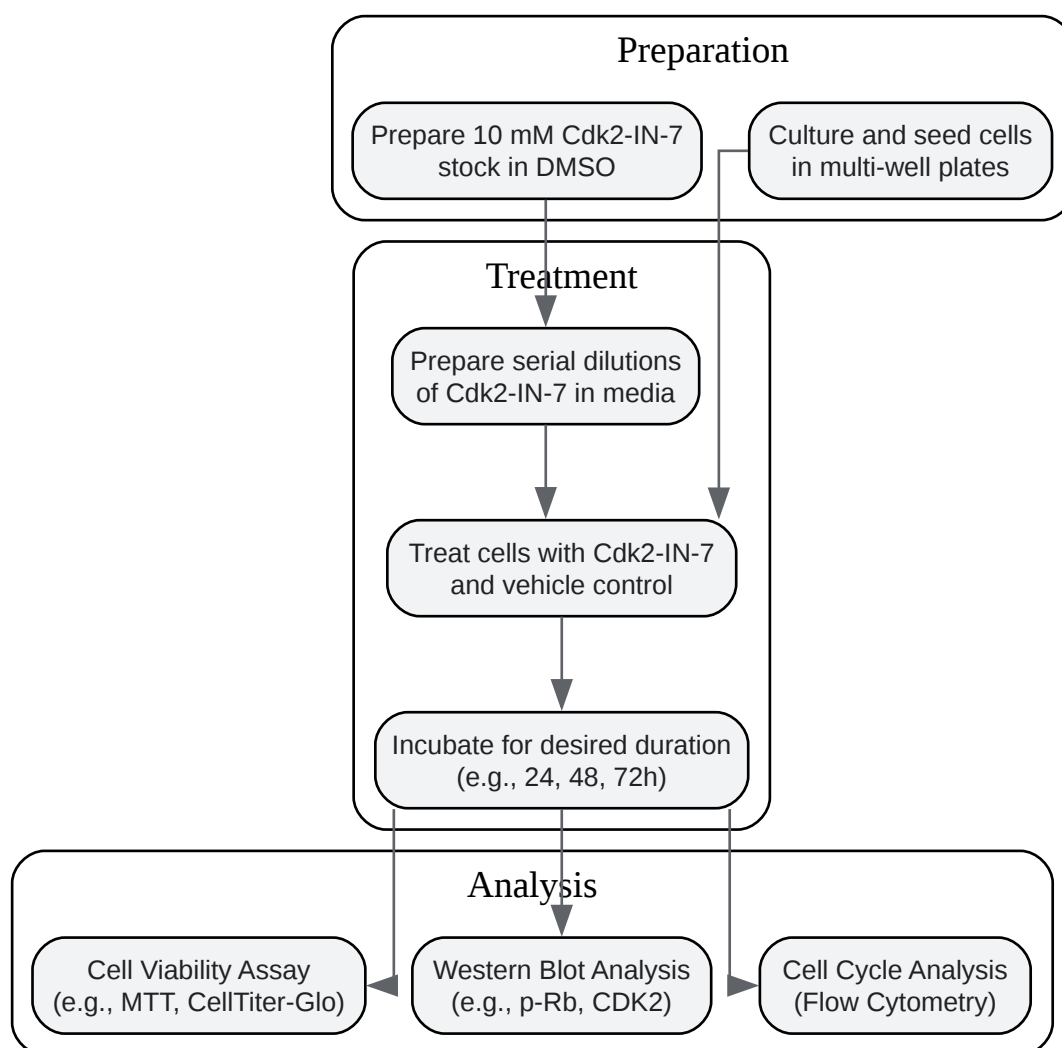 Preparation
Prepare 10 mM Cdk2-IN-7
stock in DMSO
Culture and seed cells
in multi-well plates
Treatment
Prepare serial dilutions
of Cdk2-IN-7 in media
Treat cells with Cdk2-IN-7
and vehicle control
Incubate for desired duration
(e.g., 24, 48, 72h)
Analysis
Cell Viability Assay
(e.g., MTT, CellTiter-Glo)
Western Blot Analysis
(e.g., p-Rb, CDK2)
Cell Cycle Analysis
(Flow Cytometry)